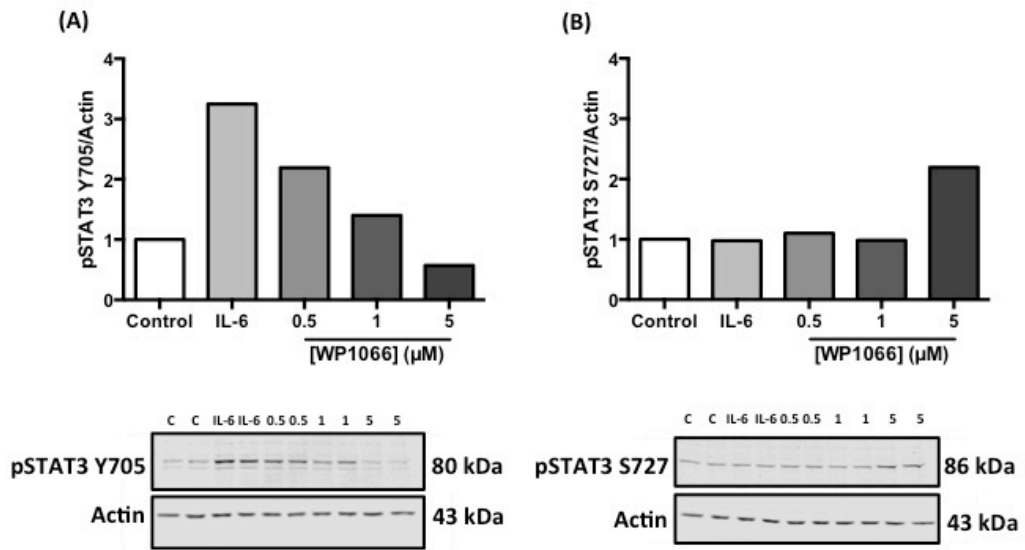 (A)
pSTAT3 Y705/Actin
4
3
2
1
0
Control IL-6 0.5 1 5
[WP1066] (µM)
C C IL-6 IL-6 0.5 0.5 1 1 5 5
pSTAT3 Y705 80 kDa
Actin 43 kDa
(B)
pSTAT3 S727/Actin
4
3
2
1
0
Control IL-6 0.5 1 5
[WP1066] (µM)
C C IL-6 IL-6 0.5 0.5 1 1 5 5
pSTAT3 S727 86 kDa
Actin 43 kDa